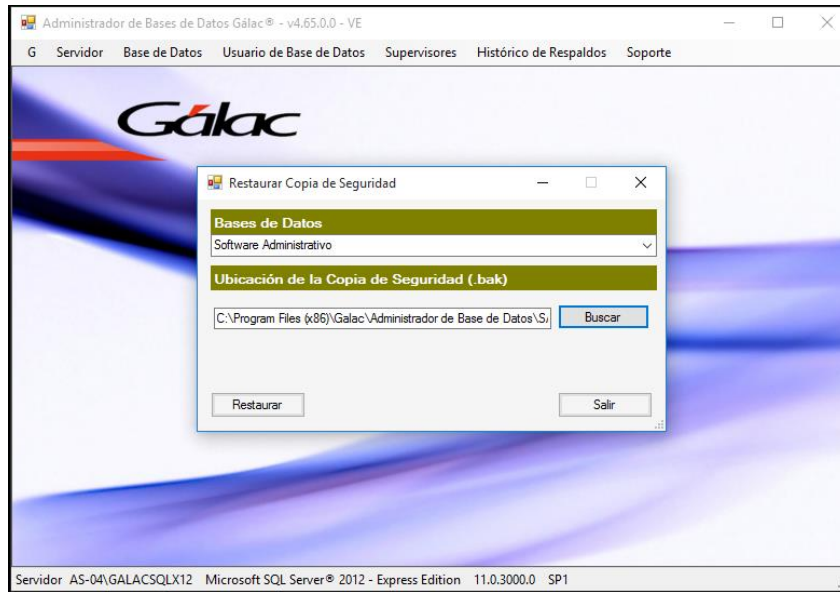 Administrador de Bases de Datos Gálac® - v4.65.0.0 - VE
G Servidor Base de Datos Usuario de Base de Datos Supervisores Histórico de Respaldos Soporte
Gálac
Restaurar Copia de Seguridad
Bases de Datos
Software Administrativo
Ubicación de la Copia de Seguridad (.bak)
C:\Program Files (x86)\Galac\Administrador de Base de Datos\S/ Buscar
Restaurar Salir
Servidor AS-04\GALACSQLX12 Microsoft SQL Server® 2012 - Express Edition 11.0.3000.0 SP1